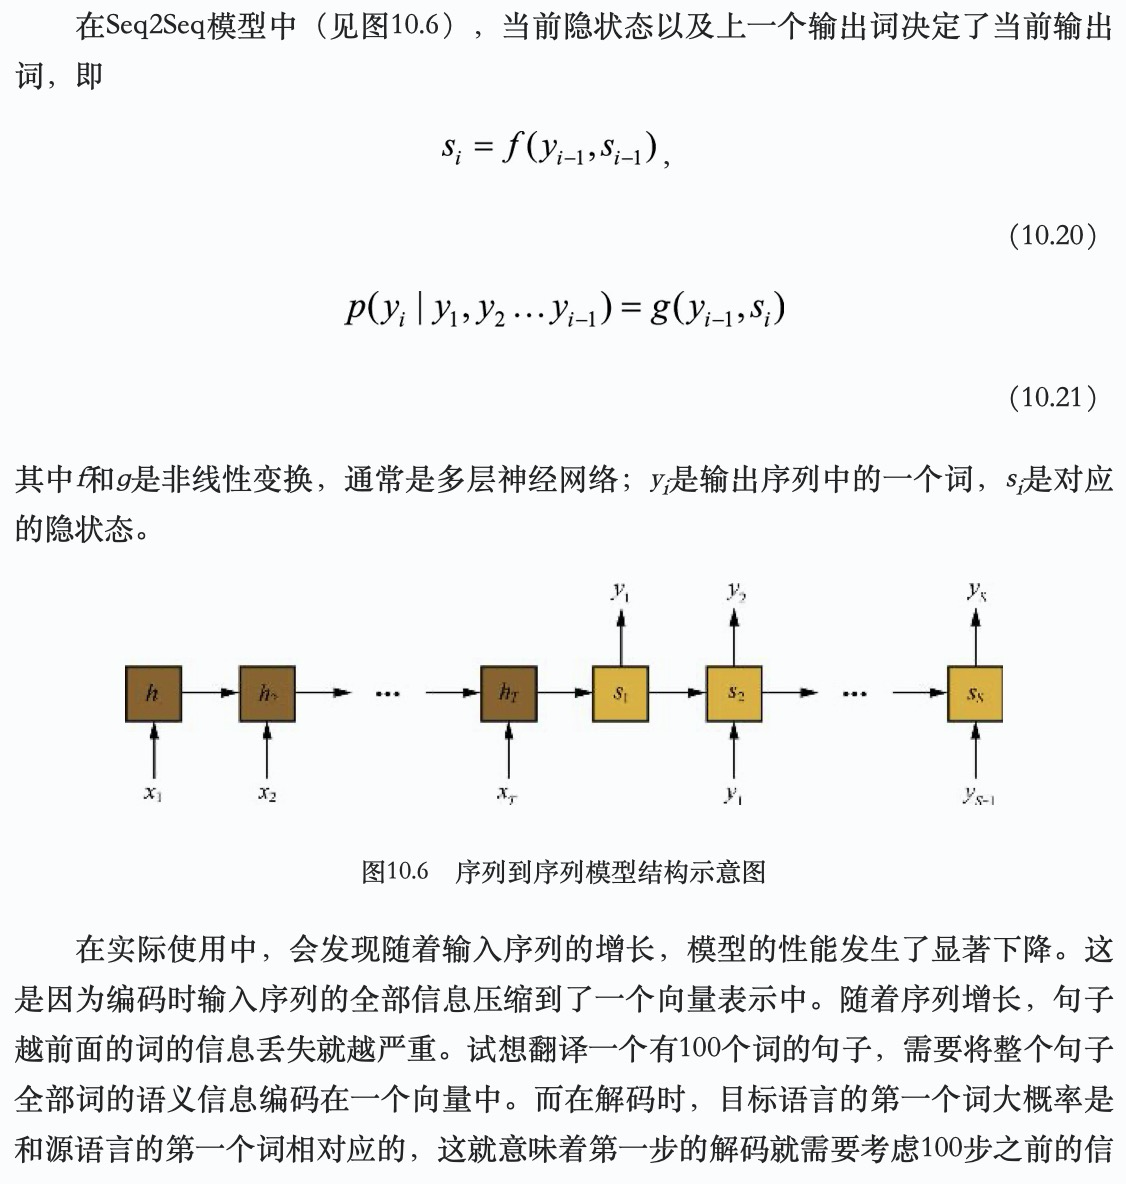 在Seq2Seq模型中（见图10.6），当前隐状态以及上一个输出词决定了当前输出
词，即
s_i = f(y_{i-1}, s_{i-1}),
（10.20）
p(y_i | y_1, y_2 … y_{i-1}) = g(y_{i-1}, s_i)
（10.21）
其中f和g是非线性变换，通常是多层神经网络；y_i是输出序列中的一个词，s_i是对应
的隐状态。
y_1 y_2 y_S
h h_2 … h_T s_1 s_2 … s_S
x_1 x_2 x_T y_1 y_{S-1}
图10.6 序列到序列模型结构示意图
在实际使用中，会发现随着输入序列的增长，模型的性能发生了显著下降。这
是因为编码时输入序列的全部信息压缩到了一个向量表示中。随着序列增长，句子
越前面的词的信息丢失就越严重。试想翻译一个有100个词的句子，需要将整个句子
全部词的语义信息编码在一个向量中。而在解码时，目标语言的第一个词大概率是
和源语言的第一个词相对应的，这就意味着第一步的解码就需要考虑100步之前的信